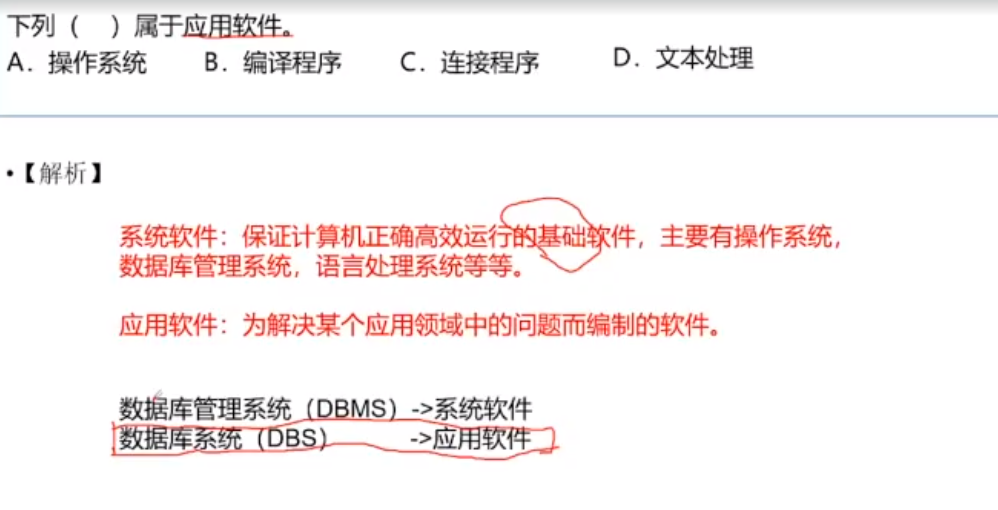 下列（  ）属于应用软件。
A．操作系统  B．编译程序  C．连接程序  D．文本处理
•【解析】
系统软件：保证计算机正确高效运行的基础软件，主要有操作系统，
数据库管理系统，语言处理系统等等。
应用软件：为解决某个应用领域中的问题而编制的软件。
数据库管理系统（DBMS）->系统软件
数据库系统（DBS）  ->应用软件